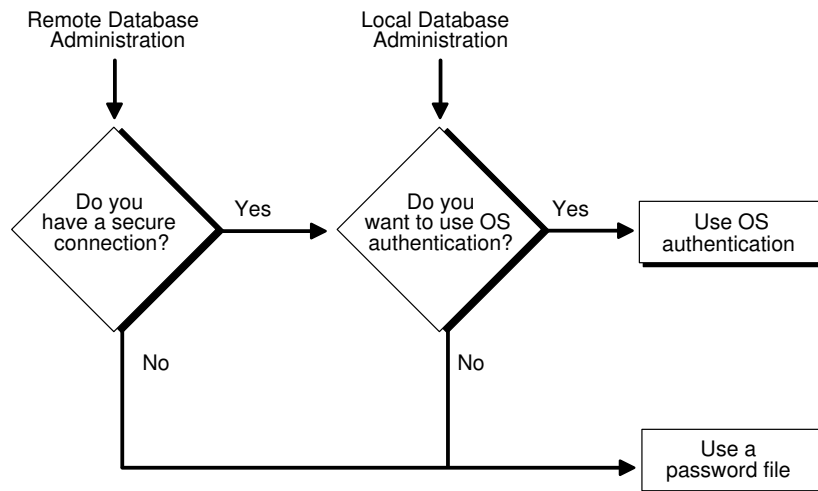 Remote Database
Administration
Local Database
Administration
Do you
have a secure
connection?
Yes
Do you
want to use OS
authentication?
Yes
Use OS
authentication
No
No
Use a
password file